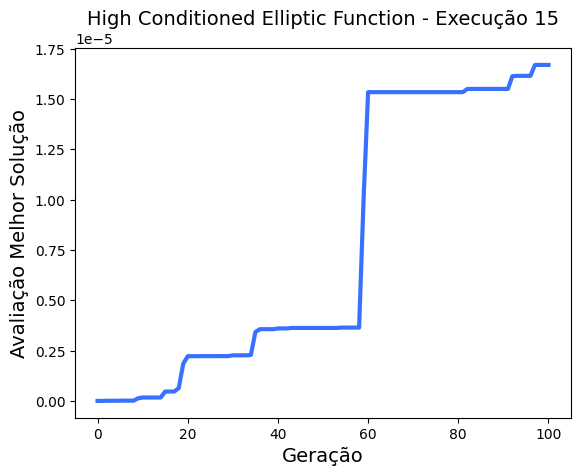 High Conditioned Elliptic Function - Execução 15
1e−5
1.75
1.50
1.25
1.00
0.75
0.50
0.25
0.00
Avaliação Melhor Solução
0 20 40 60 80 100
Geração